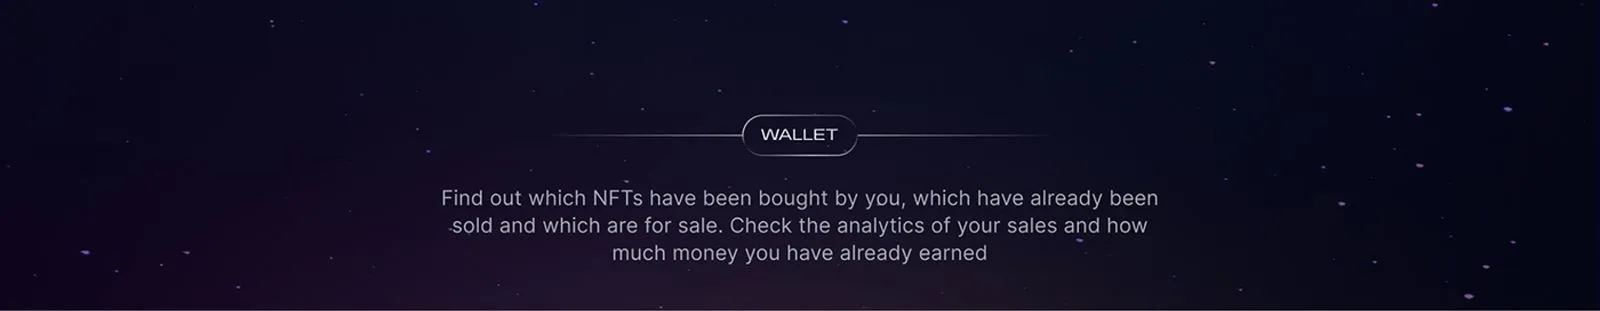 WALLET
Find out which NFTs have been bought by you, which have already been
sold and which are for sale. Check the analytics of your sales and how
much money you have already earned